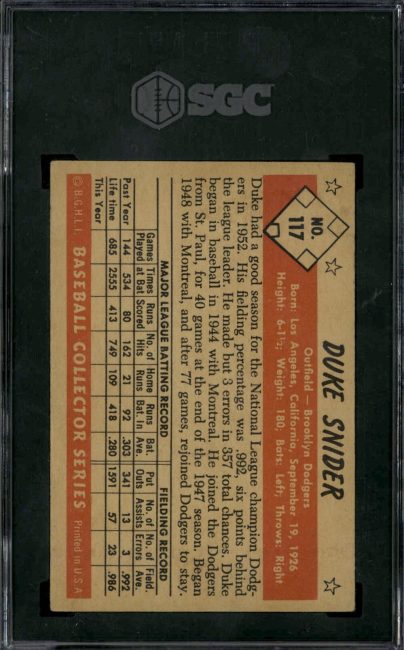 SGC
NO.
117
DUKE SNIDER
Outfield—Brooklyn Dodgers
Born: Los Angeles, California, September 19, 1926
Height: 6-1½; Weight: 180; Bats: Left; Throws: Right
Duke had a good season for the National League champion Dodg-
ers in 1952. His fielding percentage was .992, six points behind
the league leader. He made but 3 errors in 357 total chances. Duke
began in baseball in 1944 with Montreal. He joined the Dodgers
from St. Paul, for 40 games at the end of the 1947 season. Began
1948 with Montreal, and after 77 games, rejoined Dodgers to stay.
MAJOR LEAGUE BATTING RECORD FIELDING RECORD
Games Times Runs No. of Home Runs Bat. Put No. of No. of Field.
Played at Bat Scored Hits Runs Bat. In Ave. Outs Assists Errors Ave.
Past Year 144 534 80 162 21 92 .303 341 13 3 .992
Life time 685 2555 413 749 109 418 .280 1591 57 23 .986
This Year
© B.G.H.L.I. BASEBALL COLLECTOR SERIES Printed in U.S.A.